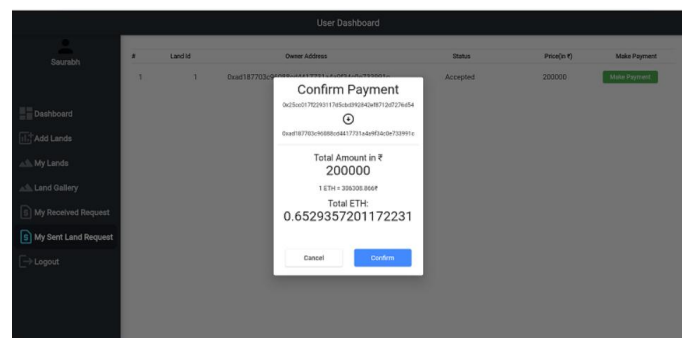 User Dashboard
Saurabh
Dashboard
Add Lands
My Lands
Land Gallery
My Received Request
My Sent Land Request
Logout
# Land Id Owner Address Status Price(in ₹) Make Payment
1 1 Accepted 200000 Make Payment
Confirm Payment
0x25cc017f2293117d5cbd392842ef8712d7276d54
0xad187703c96888cd4417731a4e9f34c0e733991c
Total Amount in ₹
200000
1 ETH = 306308.866₹
Total ETH:
0.6529357201172231
Cancel Confirm